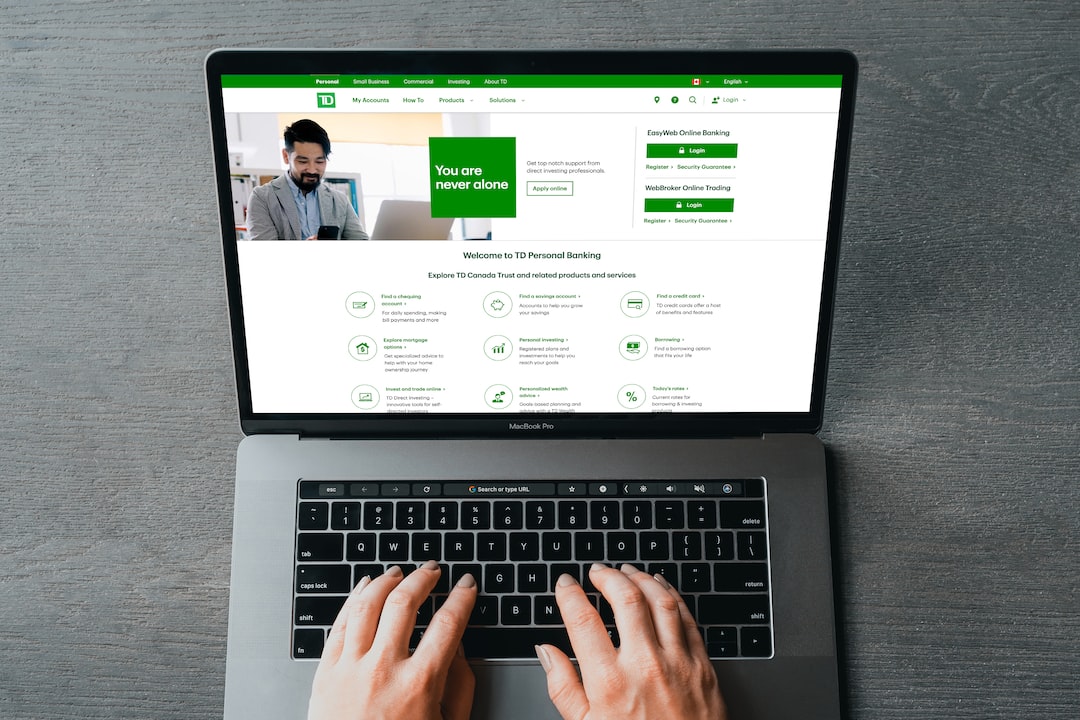 Personal Small Business Commercial Investing About TD English
TD My Accounts How To Products Solutions Login
You are
never alone
Get top notch support from
direct investing professionals.
Apply online
EasyWeb Online Banking
Login
Register › Security Guarantee ›
WebBroker Online Trading
Login
Register › Security Guarantee ›
Welcome to TD Personal Banking
Explore TD Canada Trust and related products and services
Find a chequing
account ›
For daily spending, making
bill payments and more
Find a savings account ›
Accounts to help you grow
your savings
Find a credit card ›
TD credit cards offer a host
of benefits and features
Explore mortgage
options ›
Get specialized advice to
help with your home
ownership journey
Personal investing ›
Registered plans and
investments to help you
reach your goals
Borrowing ›
Find a borrowing option
that fits your life
Invest and trade online ›
TD Direct Investing –
innovative tools for self-
directed investors
Personalized wealth
advice ›
Goals based planning and
advice with a TD Wealth
%
Today's rates ›
Current rates for
borrowing & investing
products
MacBook Pro
esc Search or type URL
~ ! @ # $ % ^ & * ( ) _ +
1 2 3 4 5 6 7 8 9 0 - = delete
tab Q W E R T Y U I O P { [ } ] | \
caps lock G H : ; " ' return
shift V B N shift
fn